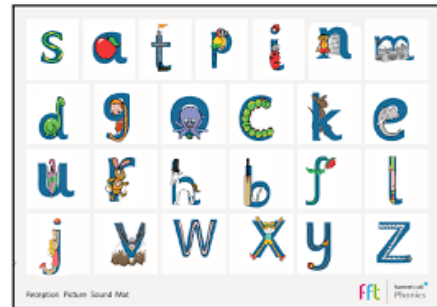 s a t p i n m
d g o c k e
u r h b f l
j v w x y z
Reception Picture Sound Mat
fft
Phonics